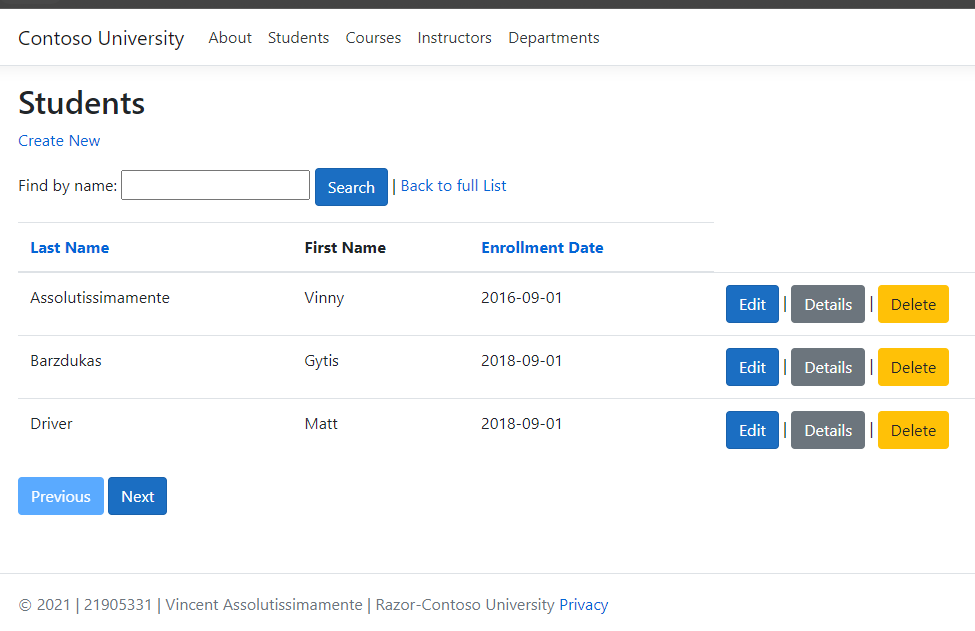 Contoso University About Students Courses Instructors Departments
Students
Create New
Find by name: Search | Back to full List
Last Name First Name Enrollment Date
Assolutissimamente Vinny 2016-09-01 Edit | Details | Delete
Barzdukas Gytis 2018-09-01 Edit | Details | Delete
Driver Matt 2018-09-01 Edit | Details | Delete
Previous Next
© 2021 | 21905331 | Vincent Assolutissimamente | Razor-Contoso University Privacy